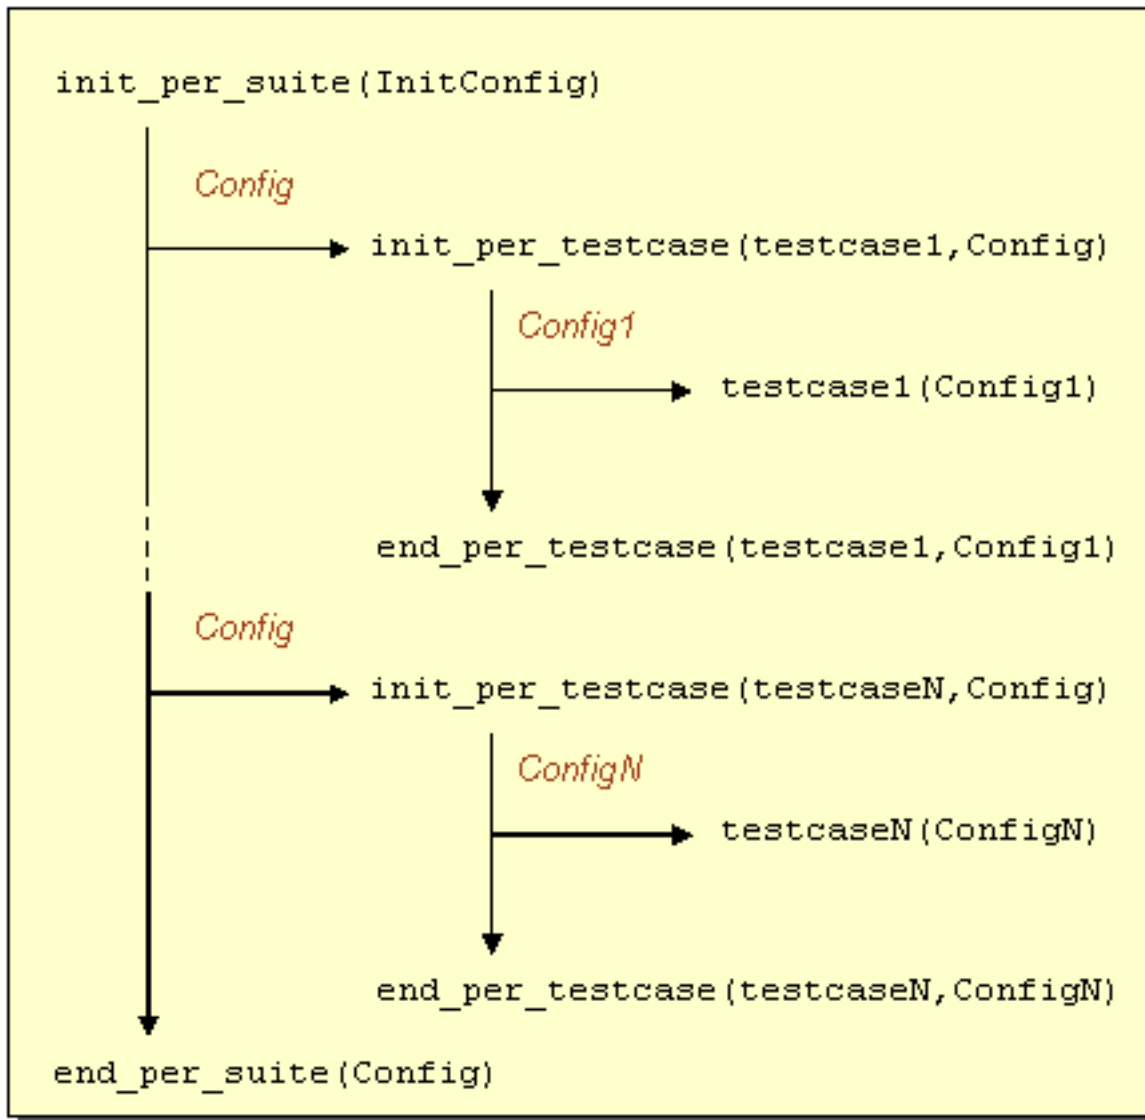 init_per_suite(InitConfig)
Config
init_per_testcase(testcase1,Config)
Config1
testcase1(Config1)
end_per_testcase(testcase1,Config1)
Config
init_per_testcase(testcaseN,Config)
ConfigN
testcaseN(ConfigN)
end_per_testcase(testcaseN,ConfigN)
end_per_suite(Config)